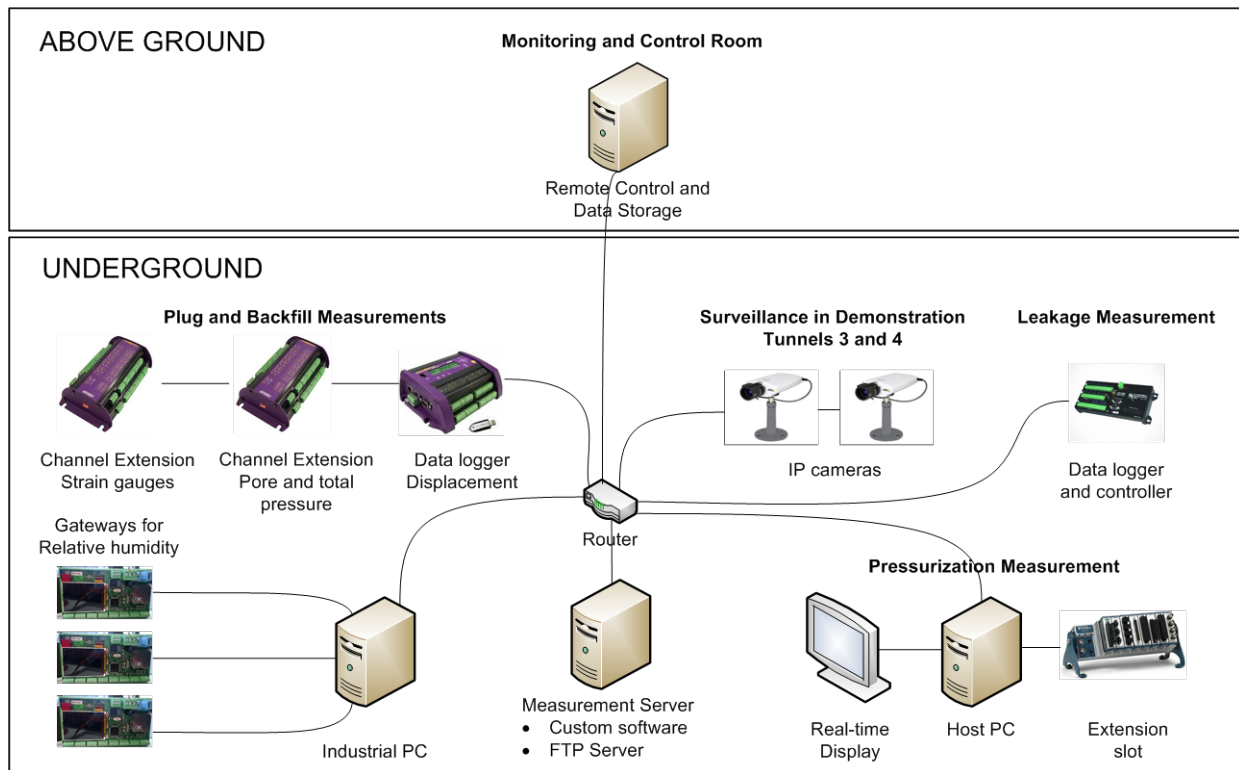 ABOVE GROUND
Monitoring and Control Room
Remote Control and
Data Storage
UNDERGROUND
Plug and Backfill Measurements
Channel Extension
Strain gauges
Channel Extension
Pore and total
pressure
Data logger
Displacement
Surveillance in Demonstration
Tunnels 3 and 4
IP cameras
Leakage Measurement
Data logger
and controller
Router
Gateways for
Relative humidity
Industrial PC
Measurement Server
• Custom software
• FTP Server
Pressurization Measurement
Real-time
Display
Host PC
Extension
slot